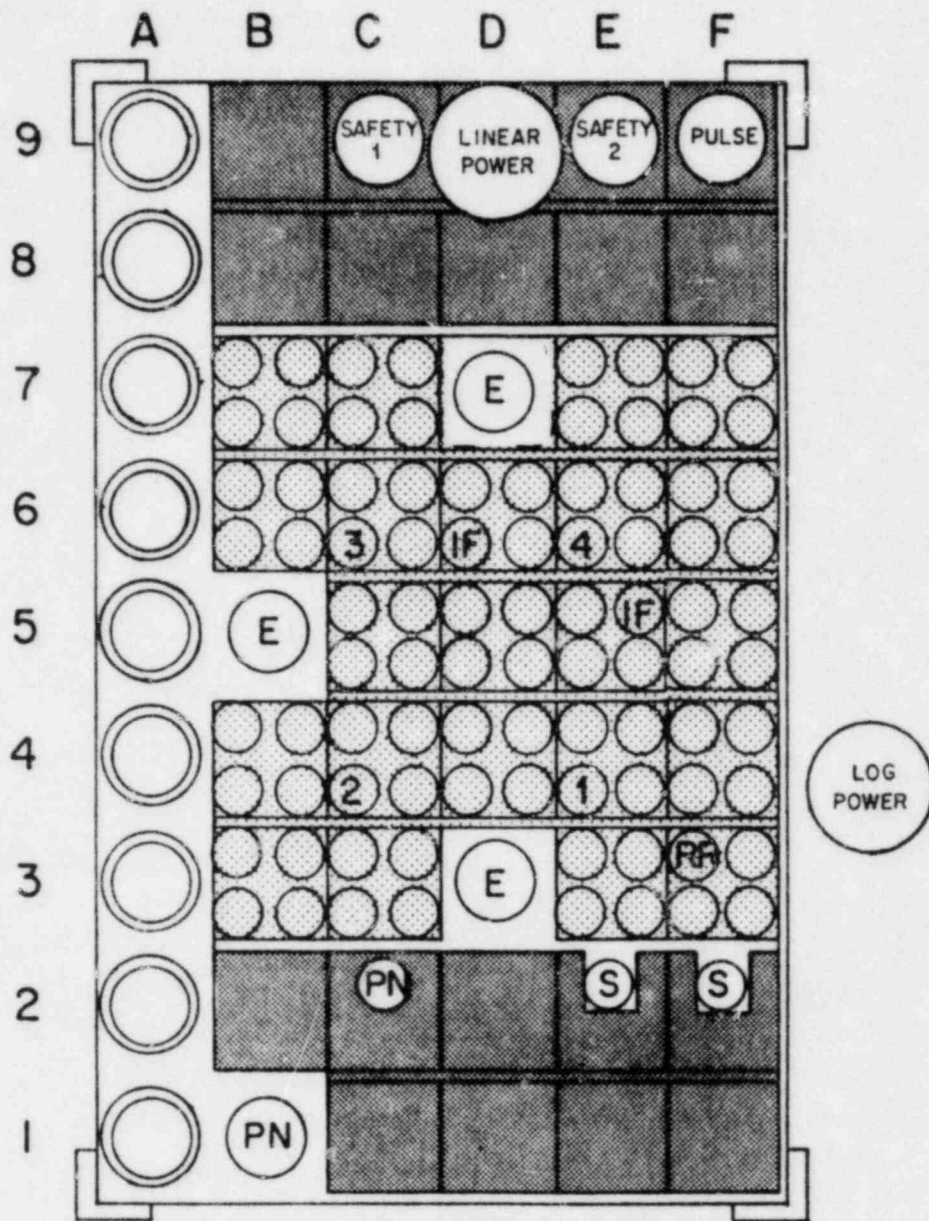 A B C D E F
9 SAFETY 1 LINEAR POWER SAFETY 2 PULSE
8
7 E
6 3 IF 4
5 E IF
4 2 1
LOG POWER
3 E RR
2 PN S S
1 PN